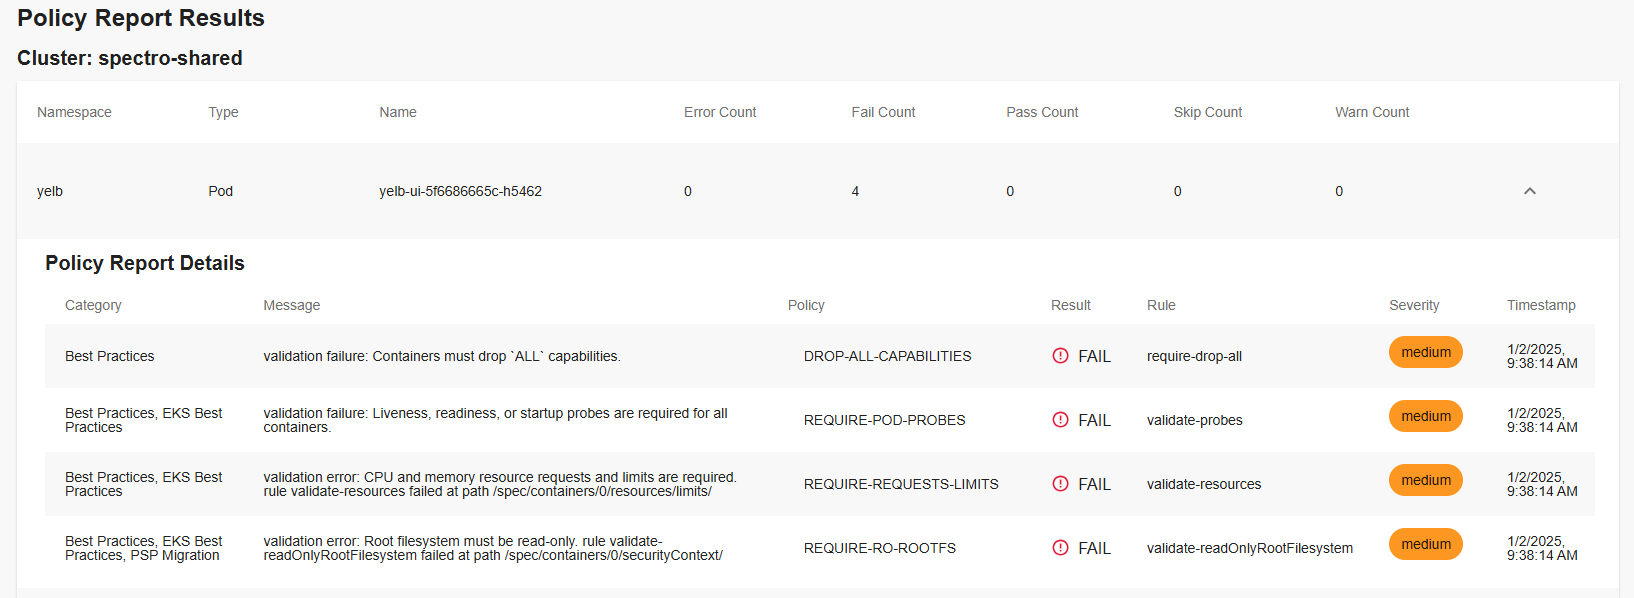 Policy Report Results
Cluster: spectro-shared
Namespace Type Name Error Count Fail Count Pass Count Skip Count Warn Count
yelb Pod yelb-ui-5f6686665c-h5462 0 4 0 0 0
Policy Report Details
Category Message Policy Result Rule Severity Timestamp
Best Practices validation failure: Containers must drop `ALL` capabilities. DROP-ALL-CAPABILITIES FAIL require-drop-all medium 1/2/2025,
9:38:14 AM
Best Practices, EKS Best validation failure: Liveness, readiness, or startup probes are required for all REQUIRE-POD-PROBES FAIL validate-probes medium 1/2/2025,
Practices containers. 9:38:14 AM
Best Practices, EKS Best validation error: CPU and memory resource requests and limits are required. REQUIRE-REQUESTS-LIMITS FAIL validate-resources medium 1/2/2025,
Practices rule validate-resources failed at path /spec/containers/0/resources/limits/ 9:38:14 AM
Best Practices, EKS Best validation error: Root filesystem must be read-only. rule validate- REQUIRE-RO-ROOTFS FAIL validate-readOnlyRootFilesystem medium 1/2/2025,
Practices, PSP Migration readOnlyRootFilesystem failed at path /spec/containers/0/securityContext/ 9:38:14 AM